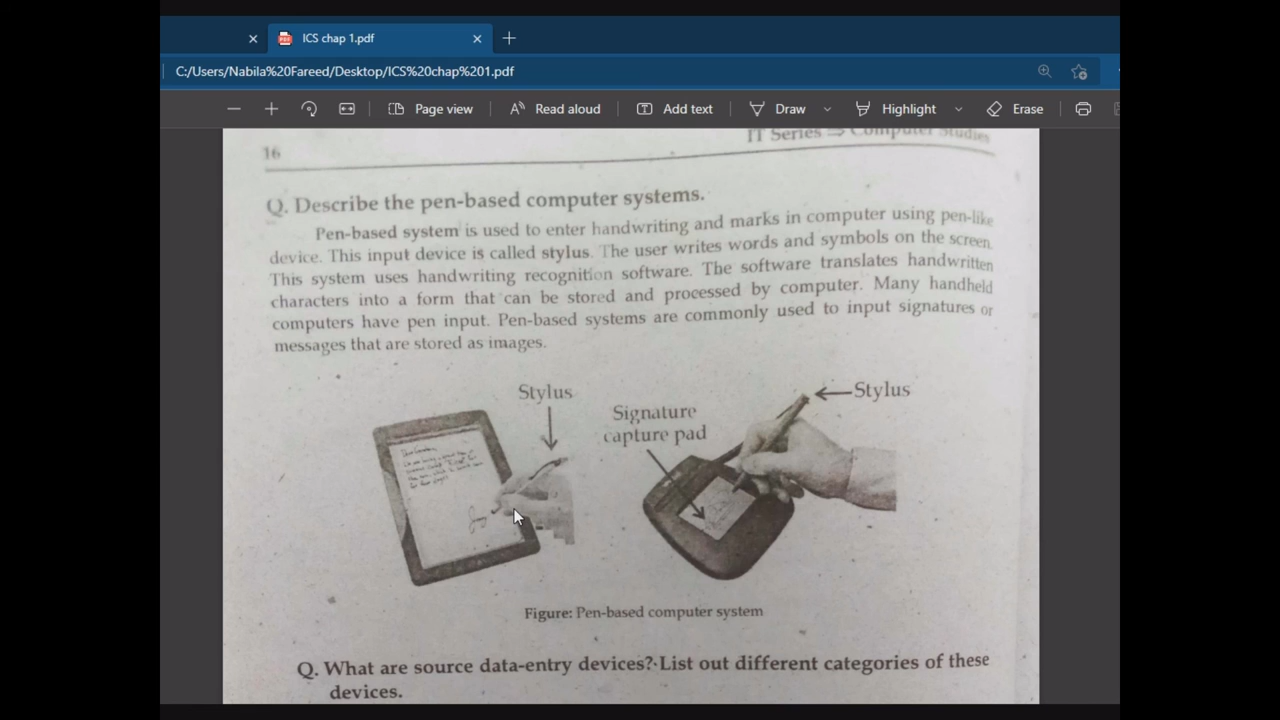 ICS chap 1.pdf
C:/Users/Nabila%20Fareed/Desktop/ICS%20chap%201.pdf
Page view
Read aloud
Add text
Draw
Highlight
Erase
16
IT Series ⇒ Computer Studies
Q. Describe the pen-based computer systems.
Pen-based system is used to enter handwriting and marks in computer using pen-like
device. This input device is called stylus. The user writes words and symbols on the screen.
This system uses handwriting recognition software. The software translates handwritten
characters into a form that can be stored and processed by computer. Many handheld
computers have pen input. Pen-based systems are commonly used to input signatures or
messages that are stored as images.
Stylus
Signature
capture pad
Stylus
Figure: Pen-based computer system
Q. What are source data-entry devices? List out different categories of these
devices.